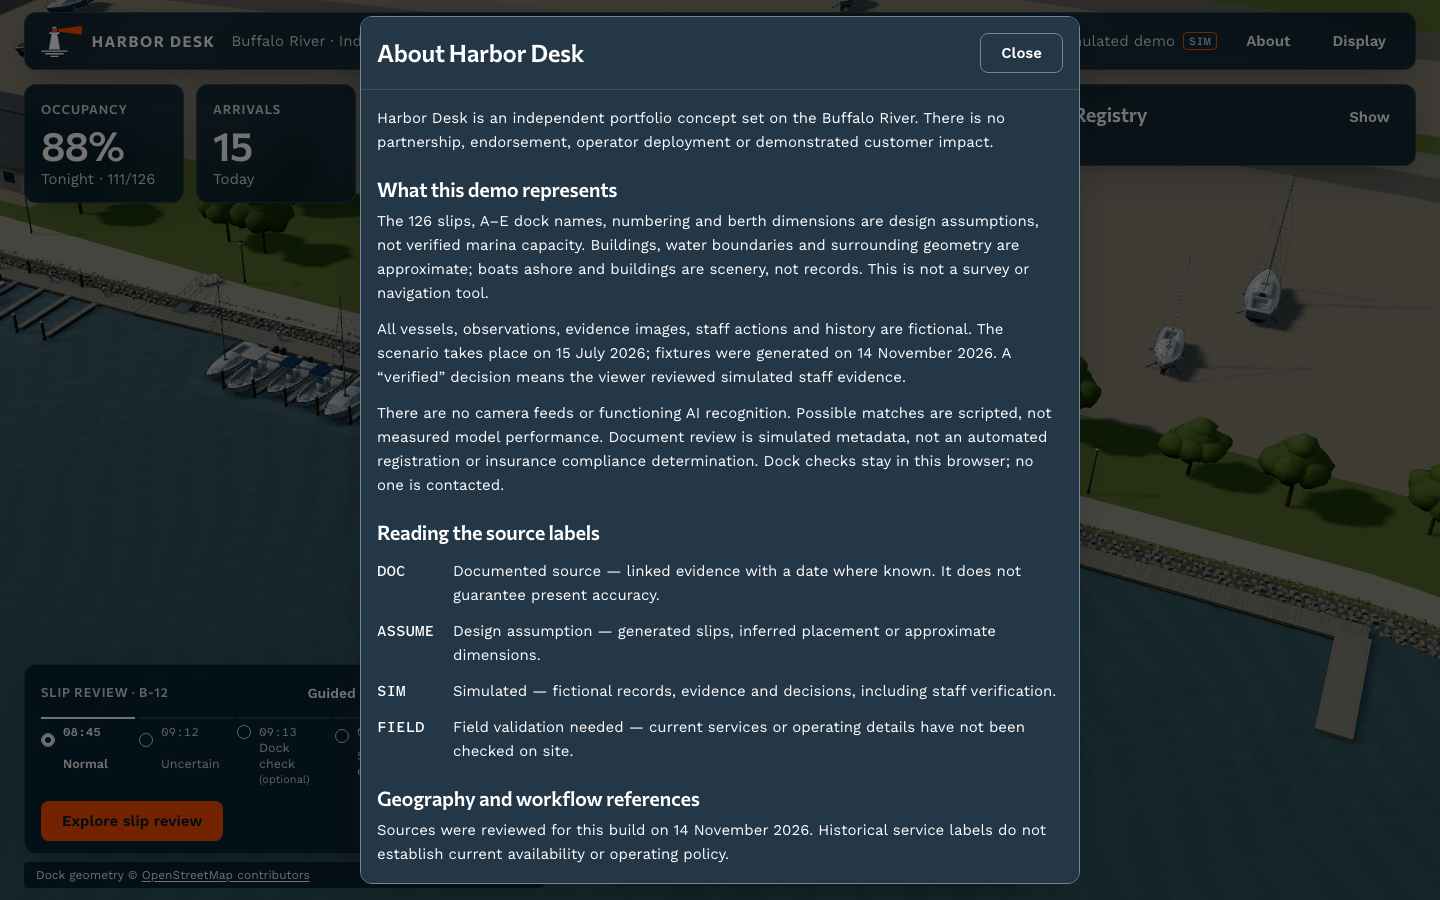 HARBOR DESK
Buffalo River · Ind
ulated demo
SIM
About
Display
OCCUPANCY
88%
Tonight · 111/126
ARRIVALS
15
Today
Registry
Show
About Harbor Desk
Close
Harbor Desk is an independent portfolio concept set on the Buffalo River. There is no
partnership, endorsement, operator deployment or demonstrated customer impact.
What this demo represents
The 126 slips, A–E dock names, numbering and berth dimensions are design assumptions,
not verified marina capacity. Buildings, water boundaries and surrounding geometry are
approximate; boats ashore and buildings are scenery, not records. This is not a survey or
navigation tool.
All vessels, observations, evidence images, staff actions and history are fictional. The
scenario takes place on 15 July 2026; fixtures were generated on 14 November 2026. A
“verified” decision means the viewer reviewed simulated staff evidence.
There are no camera feeds or functioning AI recognition. Possible matches are scripted, not
measured model performance. Document review is simulated metadata, not an automated
registration or insurance compliance determination. Dock checks stay in this browser; no
one is contacted.
Reading the source labels
DOC Documented source — linked evidence with a date where known. It does not
guarantee present accuracy.
ASSUME Design assumption — generated slips, inferred placement or approximate
dimensions.
SIM Simulated — fictional records, evidence and decisions, including staff verification.
FIELD Field validation needed — current services or operating details have not been
checked on site.
Geography and workflow references
Sources were reviewed for this build on 14 November 2026. Historical service labels do not
establish current availability or operating policy.
SLIP REVIEW · B-12
Guided
08:45
Normal
09:12
Uncertain
09:13
Dock
check
(optional)
Explore slip review
Dock geometry © OpenStreetMap contributors